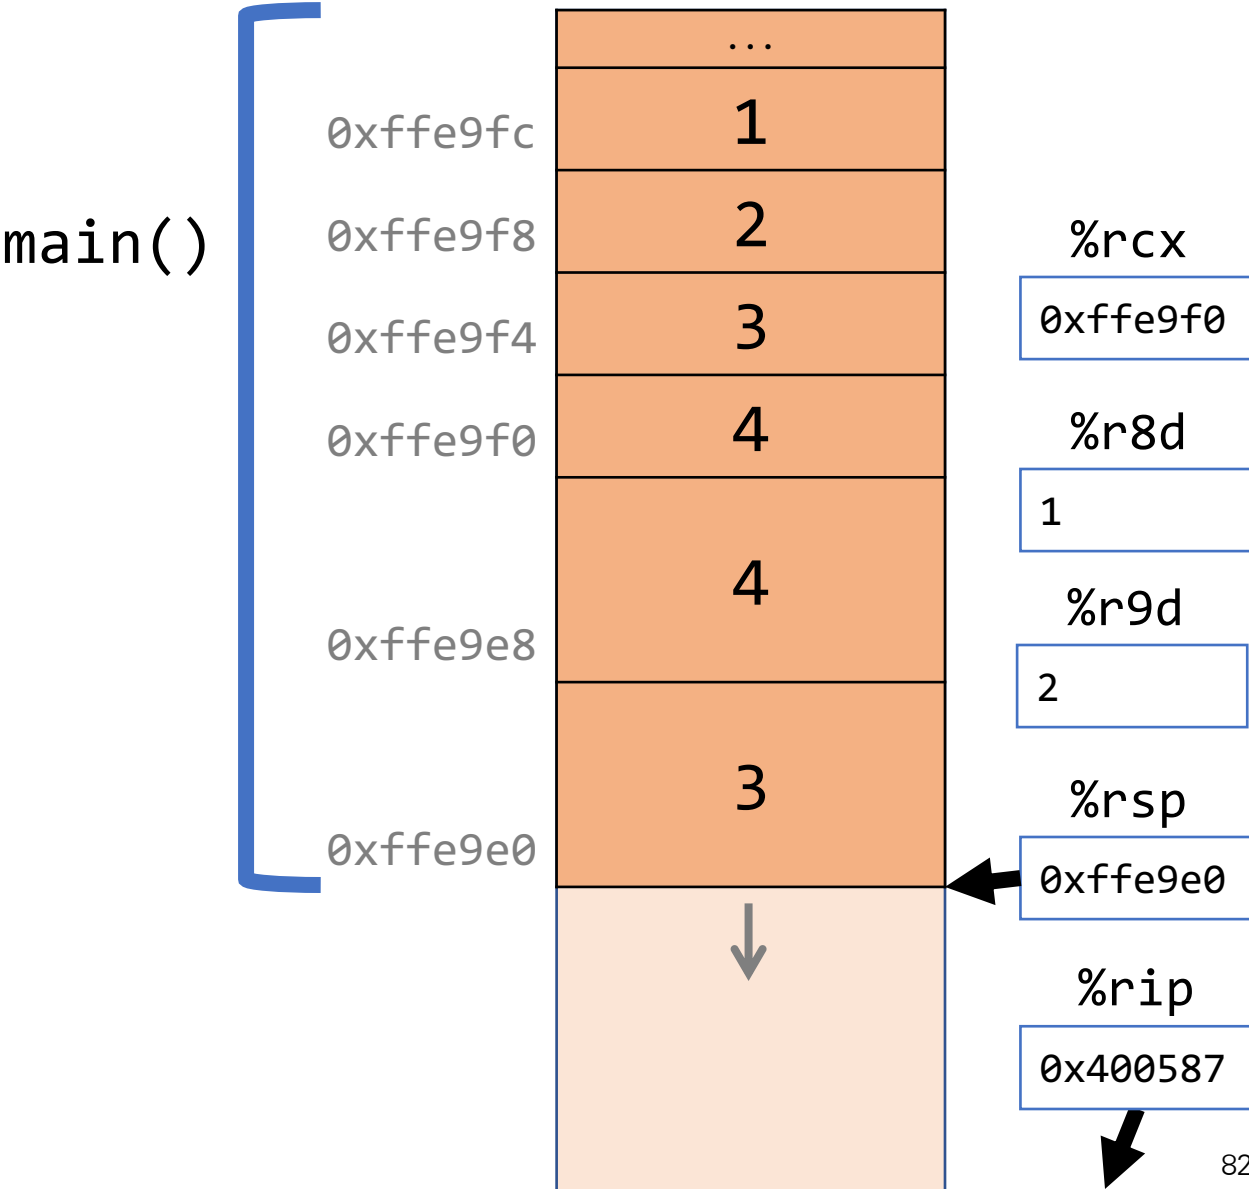 ...
1
0xffe9fc
2
main()
0xffe9f8
%rcx
3
0xffe9f4
0xffe9f0
4
0xffe9f0
%r8d
1
4
%r9d
0xffe9e8
2
3
%rsp
0xffe9e0
0xffe9e0
%rip
0x400587
82